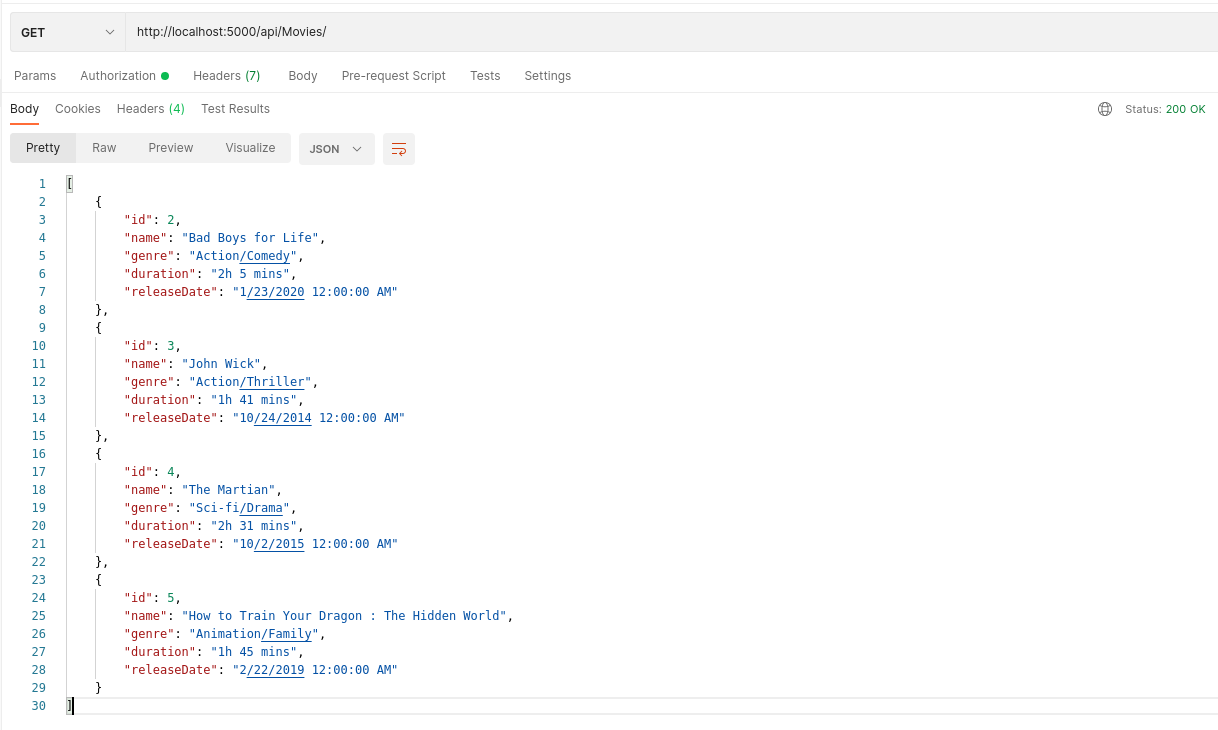 GET http://localhost:5000/api/Movies/
Params Authorization Headers (7) Body Pre-request Script Tests Settings
Body Cookies Headers (4) Test Results Status: 200 OK
Pretty Raw Preview Visualize JSON
1 [
2 {
3 "id": 2,
4 "name": "Bad Boys for Life",
5 "genre": "Action/Comedy",
6 "duration": "2h 5 mins",
7 "releaseDate": "1/23/2020 12:00:00 AM"
8 },
9 {
10 "id": 3,
11 "name": "John Wick",
12 "genre": "Action/Thriller",
13 "duration": "1h 41 mins",
14 "releaseDate": "10/24/2014 12:00:00 AM"
15 },
16 {
17 "id": 4,
18 "name": "The Martian",
19 "genre": "Sci-fi/Drama",
20 "duration": "2h 31 mins",
21 "releaseDate": "10/2/2015 12:00:00 AM"
22 },
23 {
24 "id": 5,
25 "name": "How to Train Your Dragon : The Hidden World",
26 "genre": "Animation/Family",
27 "duration": "1h 45 mins",
28 "releaseDate": "2/22/2019 12:00:00 AM"
29 }
30 ]